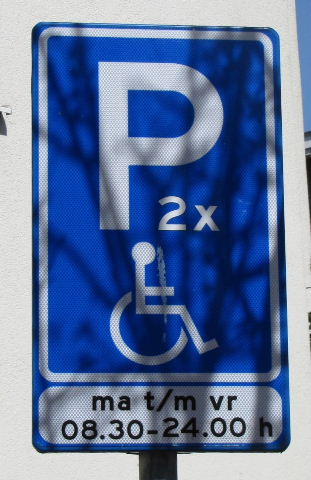 P
2x
ma t/m vr
08.30-24.00 h